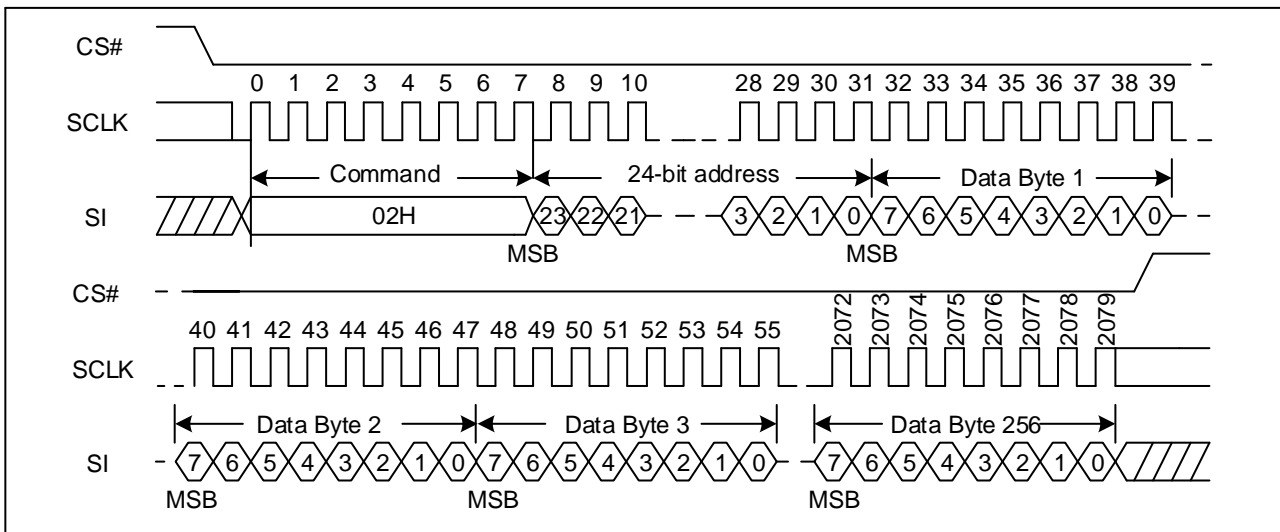 CS#
0 1 2 3 4 5 6 7 8 9 10 28 29 30 31 32 33 34 35 36 37 38 39
SCLK
Command 24-bit address Data Byte 1
SI 02H 23 22 21 3 2 1 0 7 6 5 4 3 2 1 0
MSB MSB
CS#
40 41 42 43 44 45 46 47 48 49 50 51 52 53 54 55 2072 2073 2074 2075 2076 2077 2078 2079
SCLK
Data Byte 2 Data Byte 3 Data Byte 256
SI 7 6 5 4 3 2 1 0 7 6 5 4 3 2 1 0 7 6 5 4 3 2 1 0
MSB MSB MSB